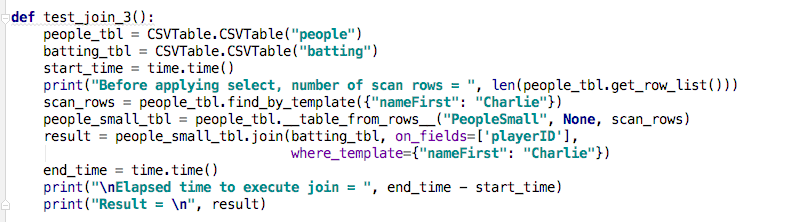 def test_join_3():
    people_tbl = CSVTable.CSVTable("people")
    batting_tbl = CSVTable.CSVTable("batting")
    start_time = time.time()
    print("Before applying select, number of scan rows = ", len(people_tbl.get_row_list()))
    scan_rows = people_tbl.find_by_template({"nameFirst": "Charlie"})
    people_small_tbl = people_tbl.__table_from_rows__("PeopleSmall", None, scan_rows)
    result = people_small_tbl.join(batting_tbl, on_fields=['playerID'],
                                   where_template={"nameFirst": "Charlie"})
    end_time = time.time()
    print("\nElapsed time to execute join = ", end_time - start_time)
    print("Result = \n", result)